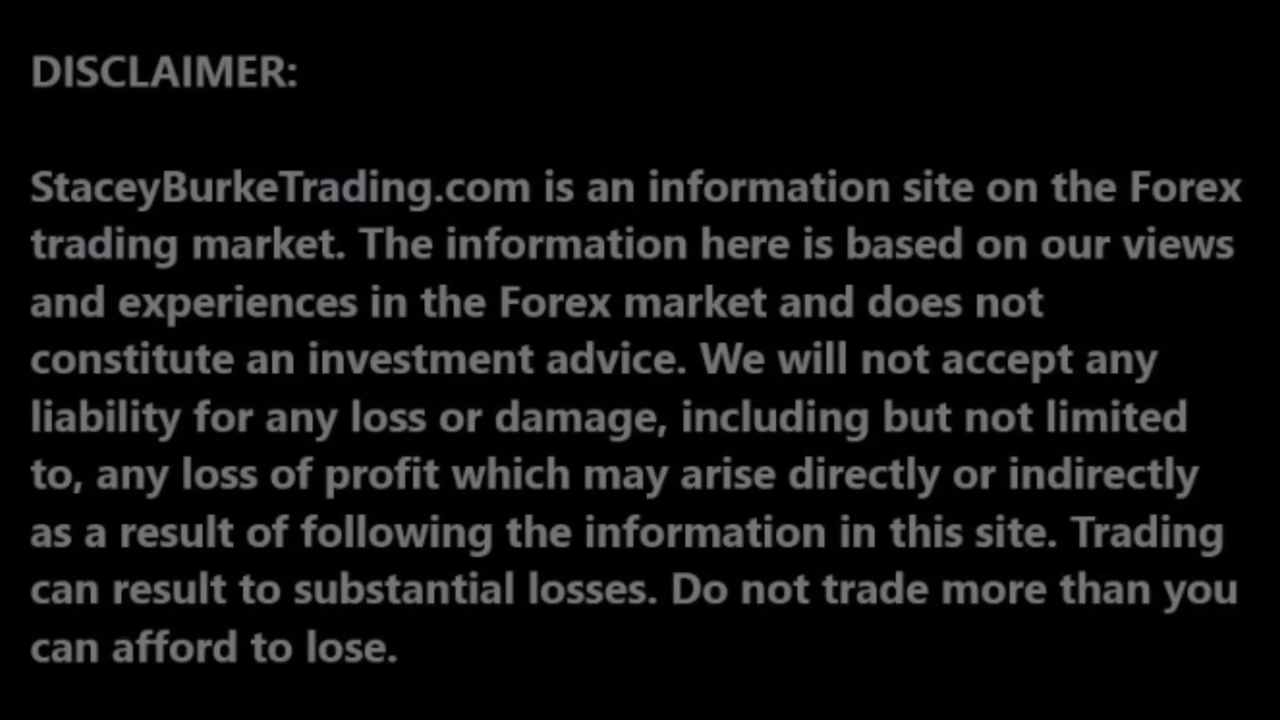 DISCLAIMER:
StaceyBurkeTrading.com is an information site on the Forex
trading market. The information here is based on our views
and experiences in the Forex market and does not
constitute an investment advice. We will not accept any
liability for any loss or damage, including but not limited
to, any loss of profit which may arise directly or indirectly
as a result of following the information in this site. Trading
can result to substantial losses. Do not trade more than you
can afford to lose.